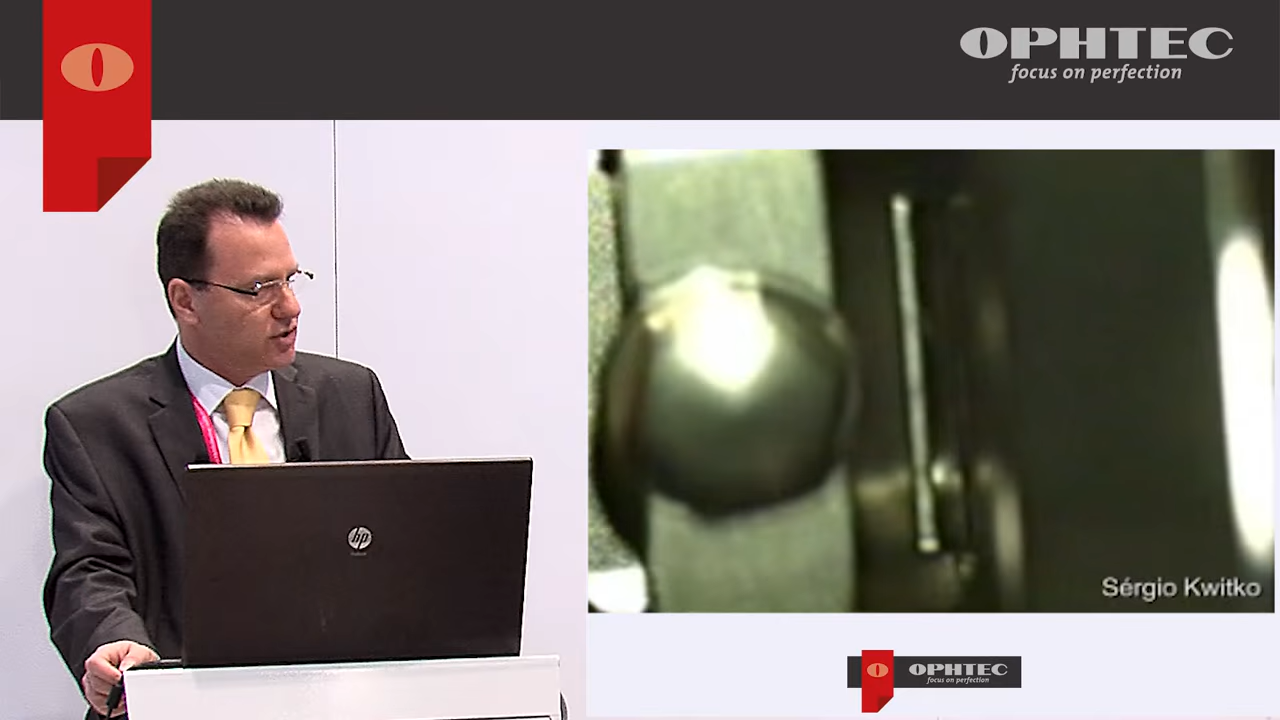 OPHTEC
focus on perfection
hp
Sérgio Kwitko
OPHTEC
focus on perfection